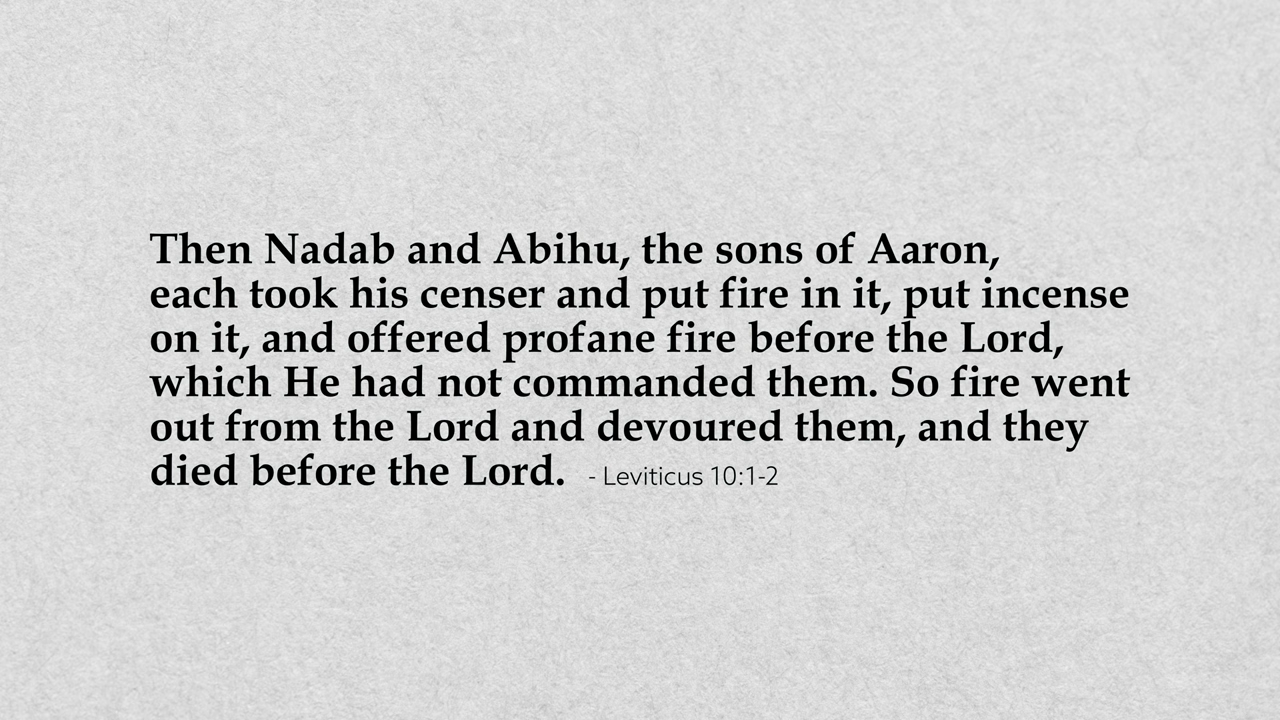 Then Nadab and Abihu, the sons of Aaron,
each took his censer and put fire in it, put incense
on it, and offered profane fire before the Lord,
which He had not commanded them. So fire went
out from the Lord and devoured them, and they
died before the Lord. - Leviticus 10:1-2